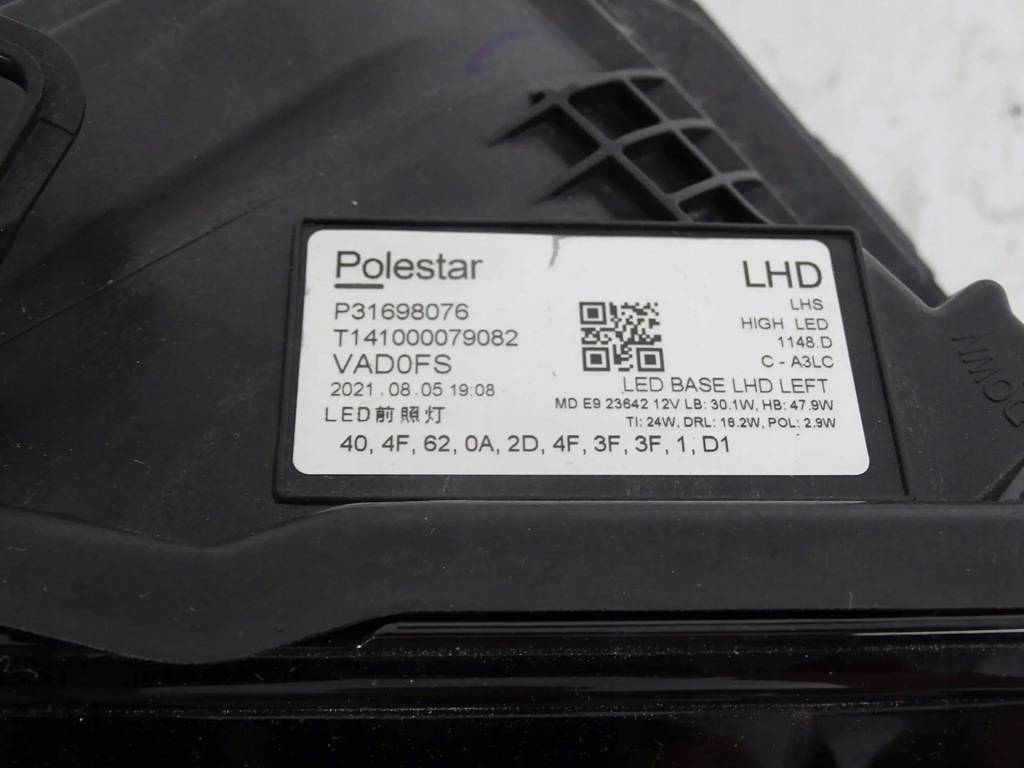 Polestar
P31698076
T141000079082
VAD0FS
2021.08.05 19:08
LED前照灯
LHD
LHS
HIGH LED
1148.D
C - A3LC
LED BASE LHD LEFT
MD E9 23642 12V LB: 30.1W, HB: 47.9W
TI: 24W, DRL: 18.2W, POL: 2.9W
40, 4F, 62, 0A, 2D, 4F, 3F, 3F, 1, D1
DOWN